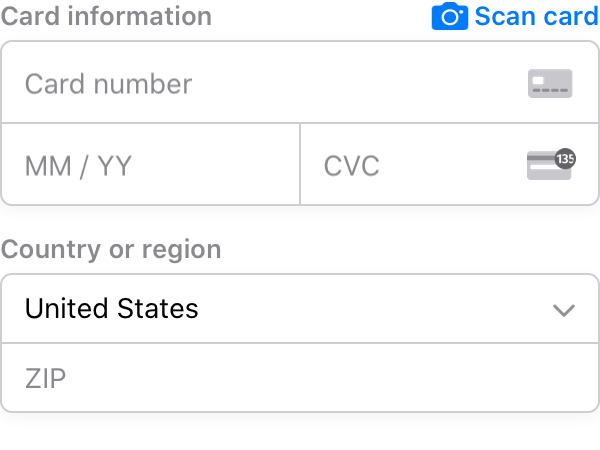 Card information Scan card
Card number
MM / YY CVC 135
Country or region
United States
ZIP